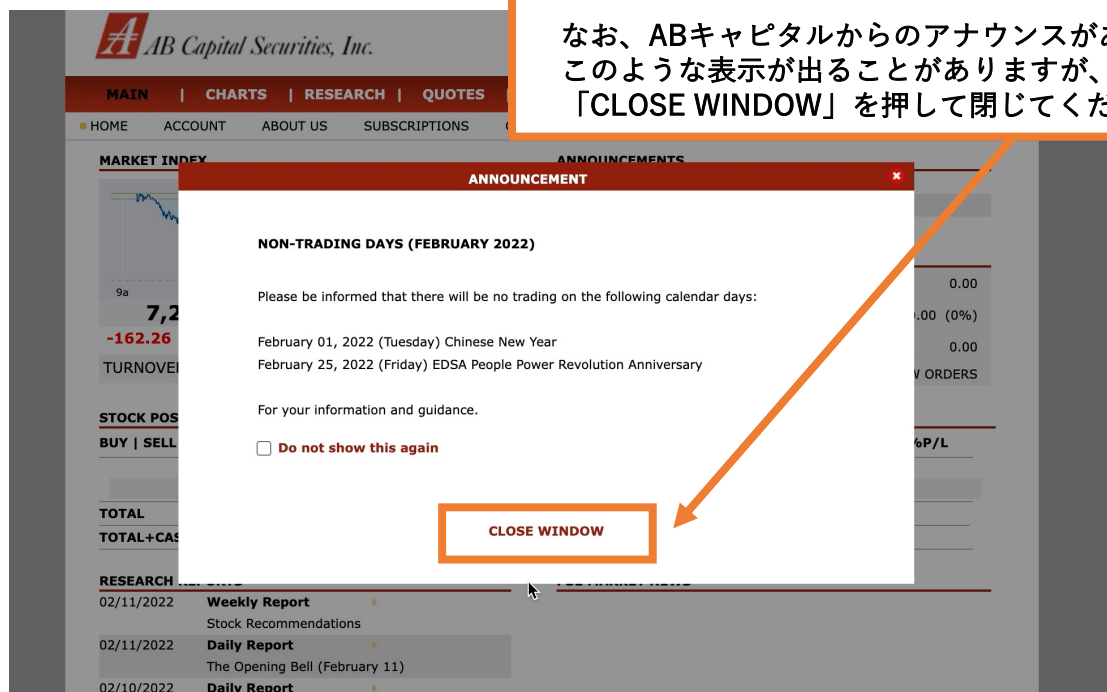 AB Capital Securities, Inc.
なお、ABキャピタルからのアナウンスが
このような表示が出ることがありますが、
「CLOSE WINDOW」を押して閉じてく
MAIN | CHARTS | RESEARCH | QUOTES
HOME ACCOUNT ABOUT US SUBSCRIPTIONS
MARKET INDEX ANNOUNCEMENTS
ANNOUNCEMENT
NON-TRADING DAYS (FEBRUARY 2022)
Please be informed that there will be no trading on the following calendar days:
February 01, 2022 (Tuesday) Chinese New Year
February 25, 2022 (Friday) EDSA People Power Revolution Anniversary
For your information and guidance.
Do not show this again
CLOSE WINDOW
9a
7,2
-162.26
TURNOVE
0.00
.00 (0%)
0.00
ORDERS
STOCK POS
BUY | SELL %P/L
TOTAL
TOTAL+CAS
RESEARCH
02/11/2022 Weekly Report
Stock Recommendations
02/11/2022 Daily Report
The Opening Bell (February 11)
02/10/2022 Daily Report